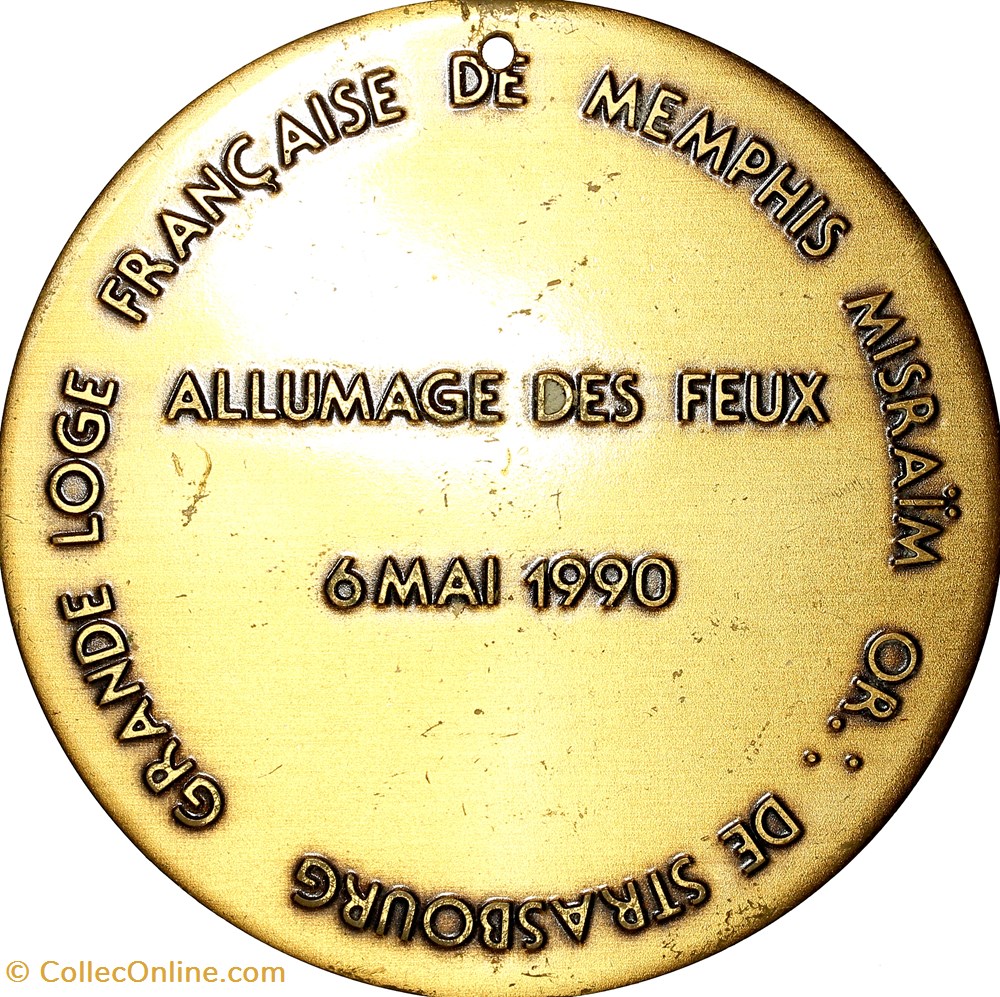 GRANDE LOGE FRANÇAISE DE MEMPHIS MISRAÏM OR∴ DE STRASBOURG
ALLUMAGE DES FEUX
6 MAI 1990
© CollecOnline.com